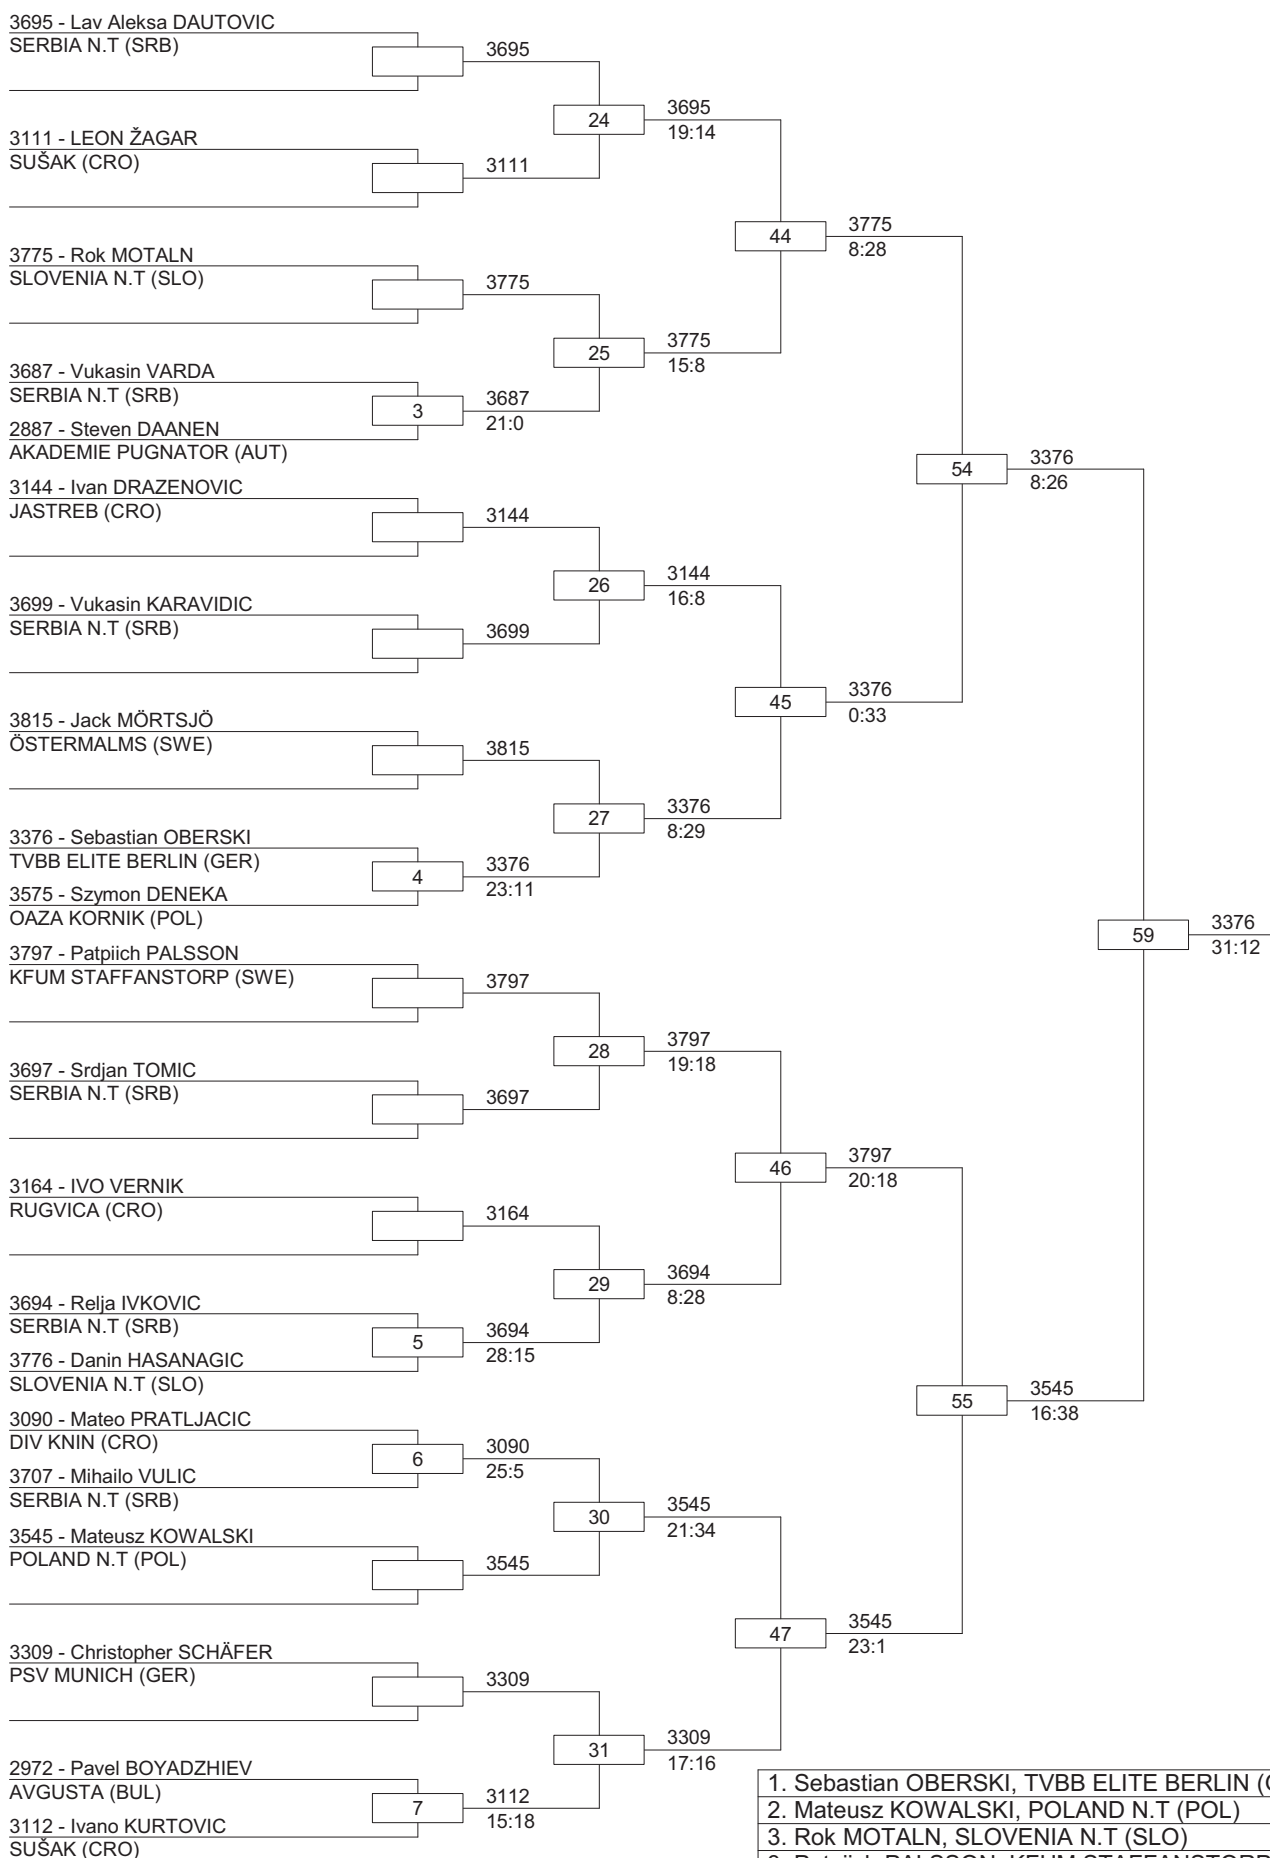 3695 - Lav Aleksa DAUTOVIC
SERBIA N.T (SRB)
3695
24
3695
19:14
3111 - LEON ŽAGAR
SUŠAK (CRO)
3111
44
3775
8:28
3775 - Rok MOTALN
SLOVENIA N.T (SLO)
3775
25
3775
15:8
3687 - Vukasin VARDA
SERBIA N.T (SRB)
3
3687
21:0
2887 - Steven DAANEN
AKADEMIE PUGNATOR (AUT)
54
3376
8:26
3144 - Ivan DRAZENOVIC
JASTREB (CRO)
3144
26
3144
16:8
3699 - Vukasin KARAVIDIC
SERBIA N.T (SRB)
3699
45
3376
0:33
3815 - Jack MÖRTSJÖ
ÖSTERMALMS (SWE)
3815
27
3376
8:29
3376 - Sebastian OBERSKI
TVBB ELITE BERLIN (GER)
4
3376
23:11
3575 - Szymon DENEKA
OAZA KORNIK (POL)
59
3376
31:12
3797 - Patpiich PALSSON
KFUM STAFFANSTORP (SWE)
3797
28
3797
19:18
3697 - Srdjan TOMIC
SERBIA N.T (SRB)
3697
46
3797
20:18
3164 - IVO VERNIK
RUGVICA (CRO)
3164
29
3694
8:28
3694 - Relja IVKOVIC
SERBIA N.T (SRB)
5
3694
28:15
3776 - Danin HASANAGIC
SLOVENIA N.T (SLO)
55
3545
16:38
3090 - Mateo PRATLJACIC
DIV KNIN (CRO)
6
3090
25:5
3707 - Mihailo VULIC
SERBIA N.T (SRB)
30
3545
21:34
3545 - Mateusz KOWALSKI
POLAND N.T (POL)
3545
47
3545
23:1
3309 - Christopher SCHÄFER
PSV MUNICH (GER)
3309
31
3309
17:16
2972 - Pavel BOYADZHIEV
AVGUSTA (BUL)
7
3112
15:18
3112 - Ivano KURTOVIC
SUŠAK (CRO)
1. Sebastian OBERSKI, TVBB ELITE BERLIN
2. Mateusz KOWALSKI, POLAND N.T (POL)
3. Rok MOTALN, SLOVENIA N.T (SLO)